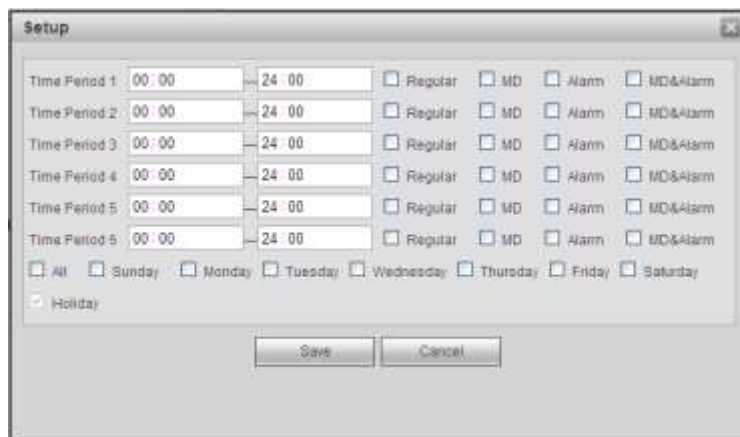 Setup
Time Period 1 00:00 — 24:00 Regular MD Alarm MD&Alarm
Time Period 2 00:00 — 24:00 Regular MD Alarm MD&Alarm
Time Period 3 00:00 — 24:00 Regular MD Alarm MD&Alarm
Time Period 4 00:00 — 24:00 Regular MD Alarm MD&Alarm
Time Period 5 00:00 — 24:00 Regular MD Alarm MD&Alarm
Time Period 6 00:00 — 24:00 Regular MD Alarm MD&Alarm
All Sunday Monday Tuesday Wednesday Thursday Friday Saturday
Holiday
Save Cancel